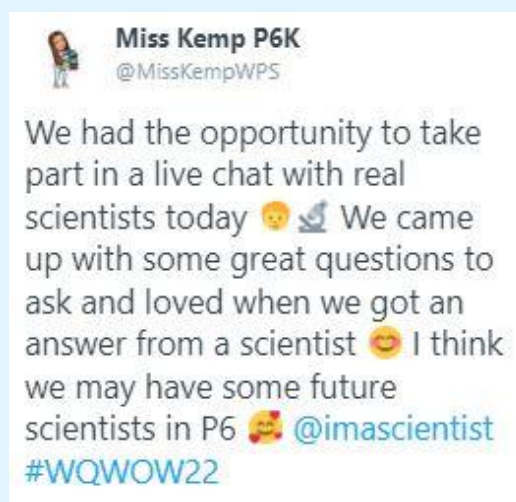 Miss Kemp P6K
@MissKempWPS
We had the opportunity to take
part in a live chat with real
scientists today 🧑🔬 We came
up with some great questions to
ask and loved when we got an
answer from a scientist 😊 I think
we may have some future
scientists in P6 🥰 @imascientist
#WQWOW22